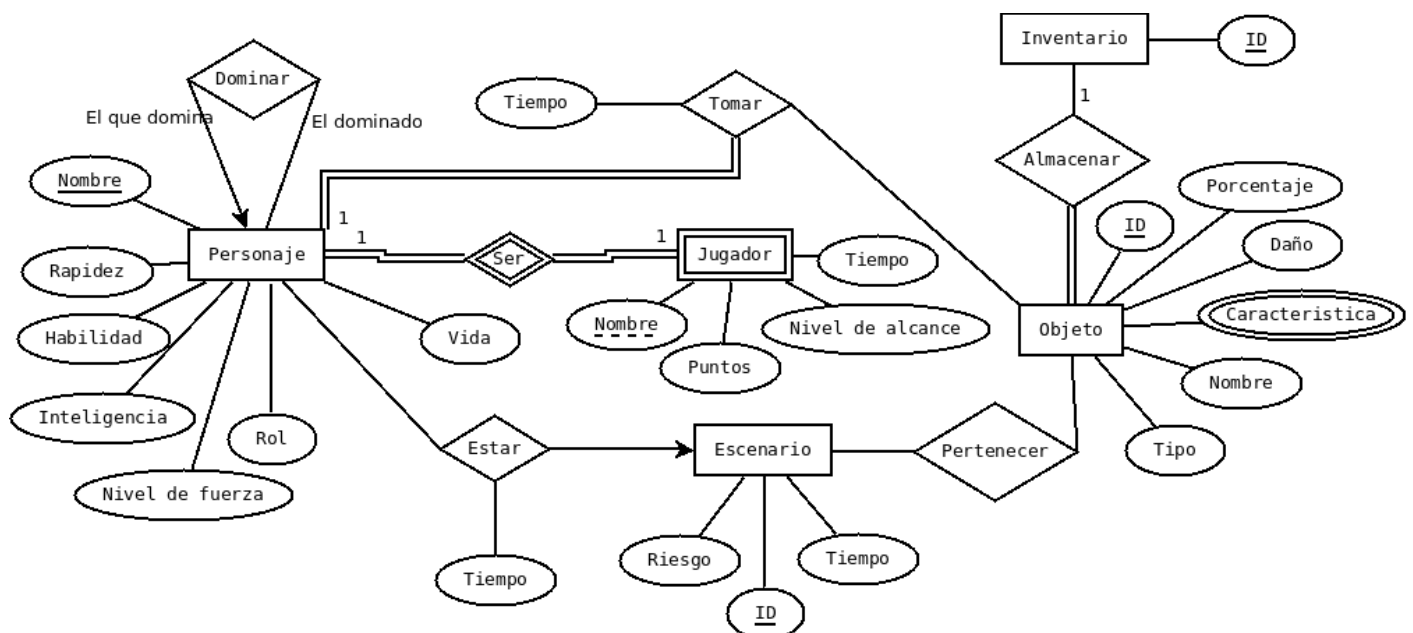 Inventario
ID
Dominar
Tiempo
Tomar
1
El que domina
El dominado
Almacenar
Nombre
Porcentaje
1
ID
1
1
Personaje
Ser
Jugador
Tiempo
Daño
Rapidez
Caracteristica
Habilidad
Vida
Nombre
Nivel de alcance
Objeto
Puntos
Nombre
Inteligencia
Rol
Estar
Escenario
Pertenecer
Tipo
Nivel de fuerza
Riesgo
Tiempo
Tiempo
ID